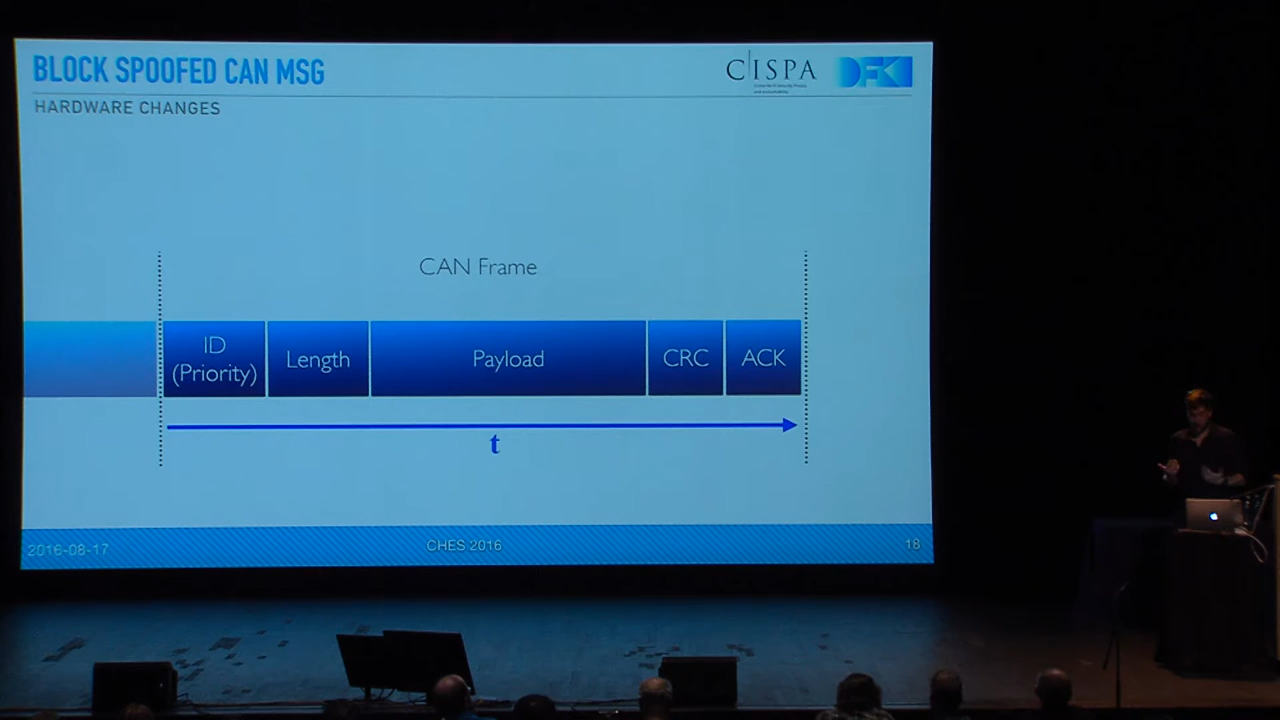 BLOCK SPOOFED CAN MSG
CISPA
DFKI
HARDWARE CHANGES
CAN Frame
ID
(Priority)
Length
Payload
CRC
ACK
t
2016-08-17
CHES 2016
18